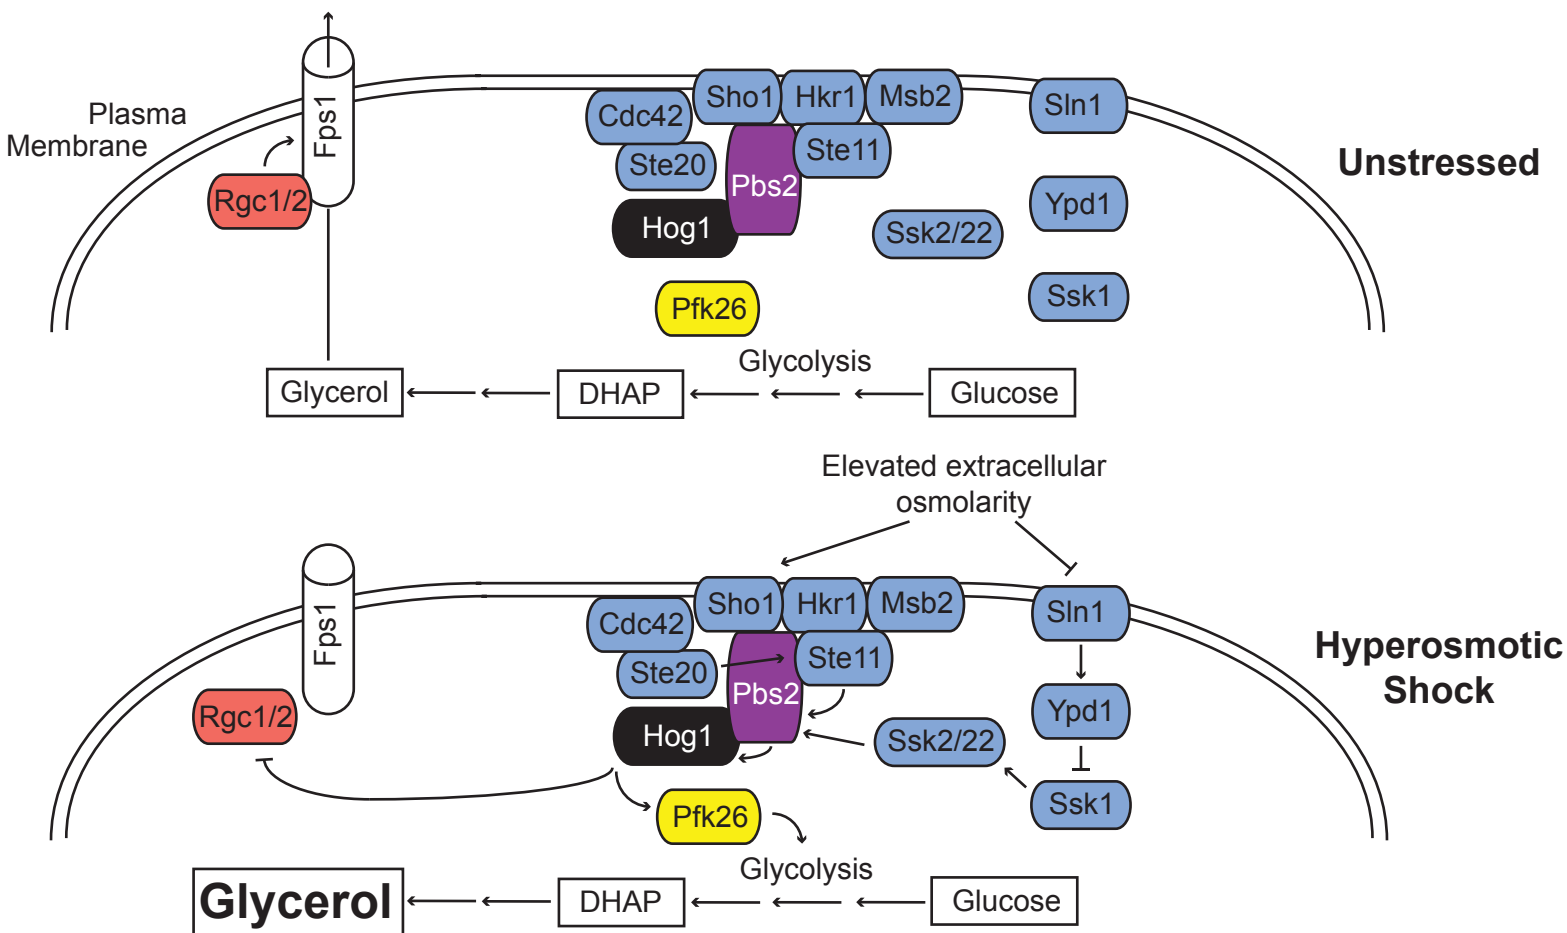 Plasma
Membrane
Fps1
Rgc1/2
Cdc42
Ste20
Sho1
Hkr1
Msb2
Ste11
Pbs2
Hog1
Pfk26
Ssk2/22
Sln1
Ypd1
Ssk1
Unstressed
Glycerol
DHAP
Glycolysis
Glucose
Elevated extracellular
osmolarity
Fps1
Rgc1/2
Cdc42
Ste20
Sho1
Hkr1
Msb2
Ste11
Pbs2
Hog1
Pfk26
Ssk2/22
Sln1
Ypd1
Ssk1
Hyperosmotic
Shock
Glycerol
DHAP
Glycolysis
Glucose